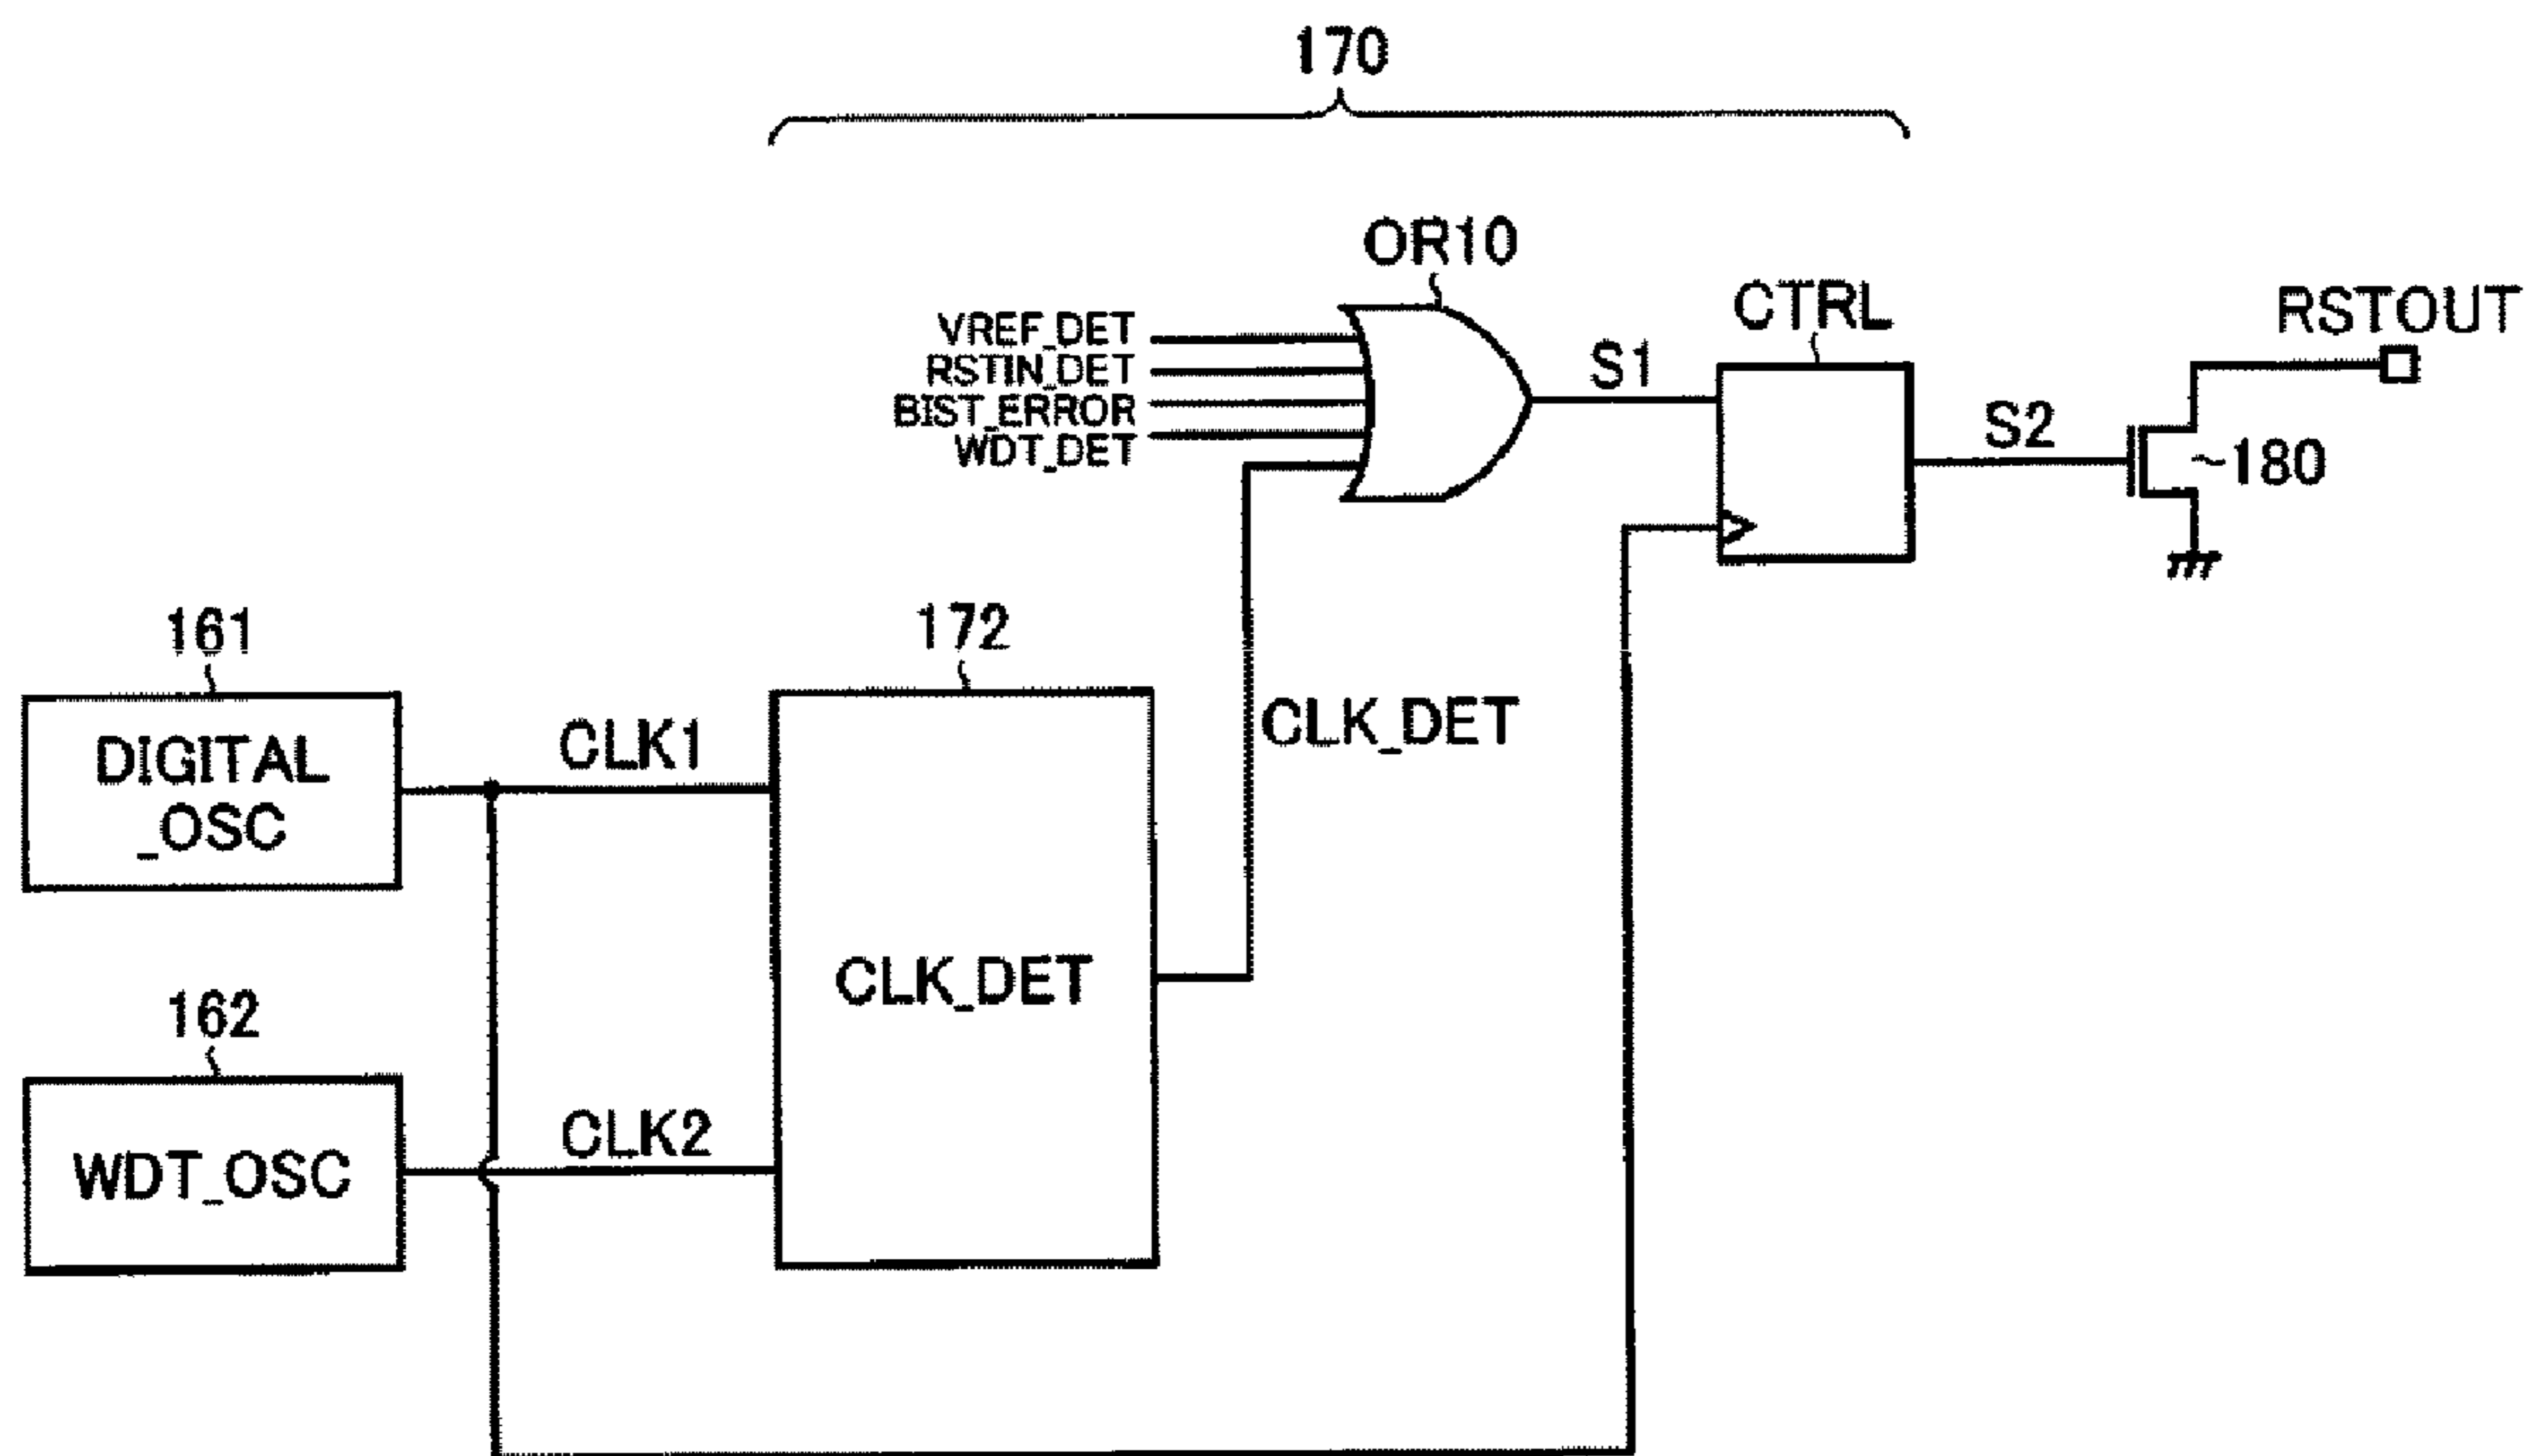 170
OR10
CTRL
RSTOUT
VREF_DET
RSTIN_DET
BIST_ERROR
WDT_DET
S1
S2
~180
161
172
DIGITAL
_OSC
CLK1
CLK_DET
CLK_DET
162
WDT_OSC
CLK2